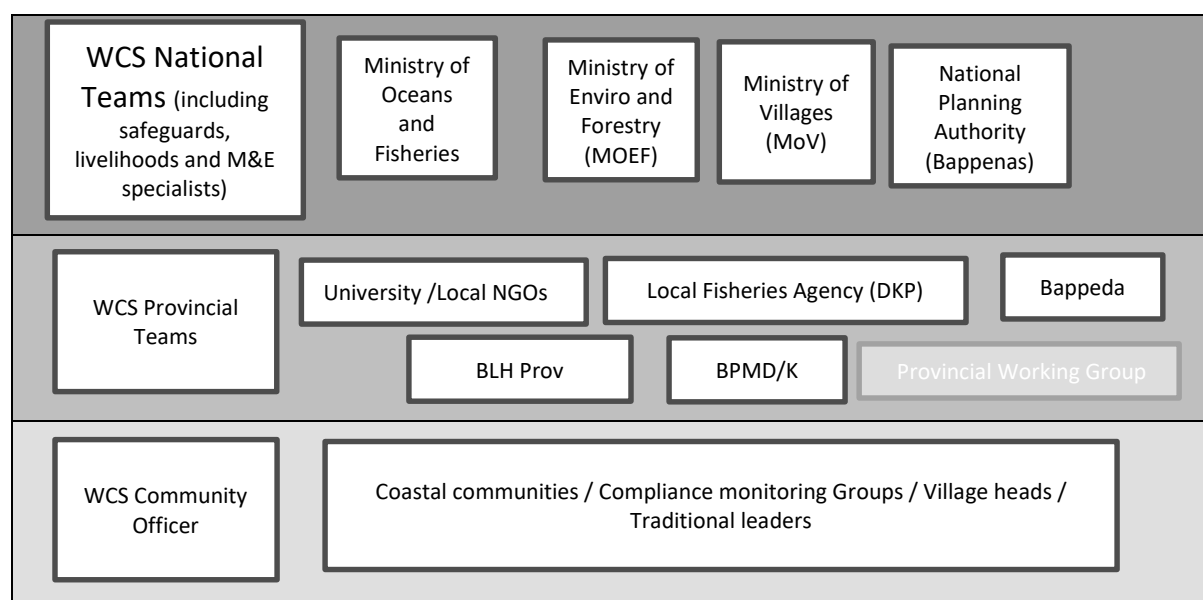 WCS National
Teams (including
safeguards,
livelihoods and M&E
specialists)
Ministry of
Oceans
and
Fisheries
Ministry of
Enviro and
Forestry
(MOEF)
Ministry of
Villages
(MoV)
National
Planning
Authority
(Bappenas)
WCS Provincial
Teams
University /Local NGOs
Local Fisheries Agency (DKP)
Bappeda
BLH Prov
BPMD/K
Provincial Working Group
WCS Community
Officer
Coastal communities / Compliance monitoring Groups / Village heads /
Traditional leaders